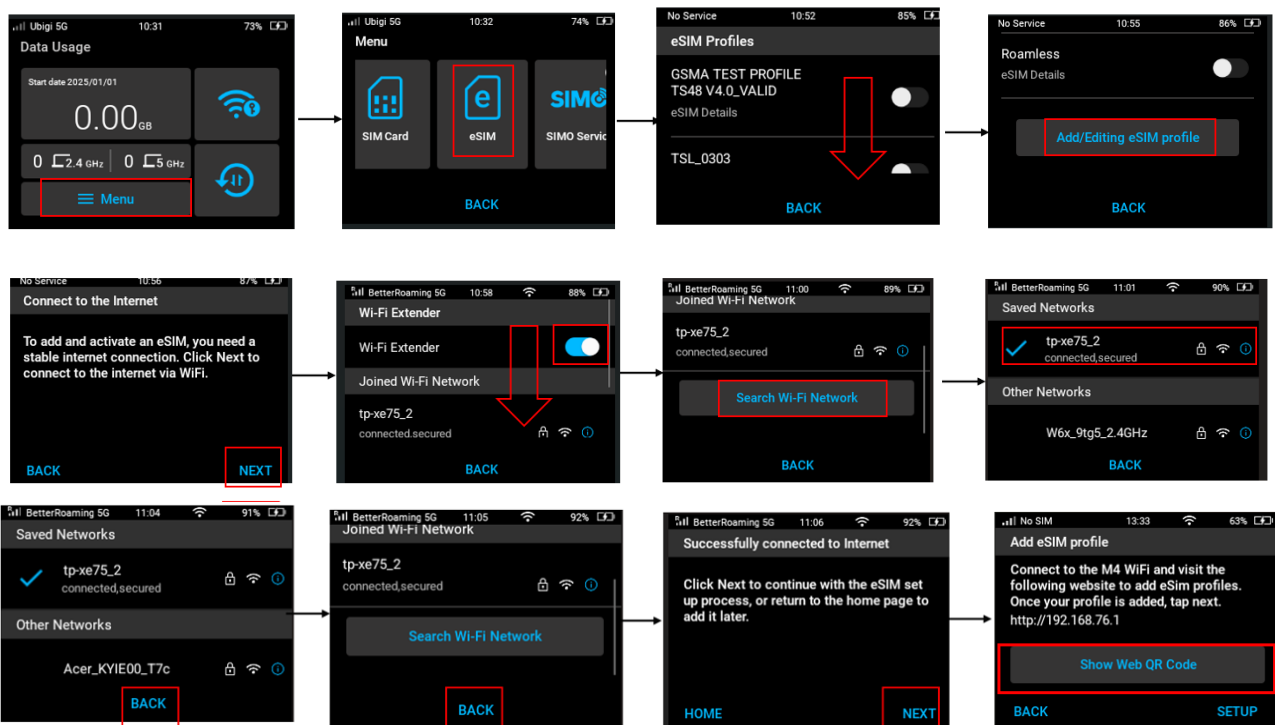 Ubigi 5G 10:31 73%
Data Usage
Start date 2025/01/01
0.00 GB
0 2.4 GHz 0 5 GHz
Menu
Ubigi 5G 10:32 74%
Menu
SIM Card
e
eSIM
SIMO
SIMO Servic
BACK
No Service 10:52 85%
eSIM Profiles
GSMA TEST PROFILE
TS48 V4.0_VALID
eSIM Details
TSL_0303
BACK
No Service 10:55 86%
Roamless
eSIM Details
Add/Editing eSIM profile
BACK
No Service 10:56 87%
Connect to the Internet
To add and activate an eSIM, you need a
stable internet connection. Click Next to
connect to the internet via WiFi.
BACK NEXT
BetterRoaming 5G 10:58 88%
Wi-Fi Extender
Wi-Fi Extender
Joined Wi-Fi Network
tp-xe75_2
connected.secured
BACK
BetterRoaming 5G 11:00 89%
Joined Wi-Fi Network
tp-xe75_2
connected,secured
Search Wi-Fi Network
BACK
BetterRoaming 5G 11:01 90%
Saved Networks
tp-xe75_2
connected,secured
Other Networks
W6x_9tg5_2.4GHz
BACK
BetterRoaming 5G 11:04 91%
Saved Networks
tp-xe75_2
connected,secured
Other Networks
Acer_KYIE00_T7c
BACK
BetterRoaming 5G 11:05 92%
Joined Wi-Fi Network
tp-xe75_2
connected,secured
Search Wi-Fi Network
BACK
BetterRoaming 5G 11:06 92%
Successfully connected to Internet
Click Next to continue with the eSIM set
up process, or return to the home page to
add it later.
HOME NEXT
No SIM 13:33 63%
Add eSIM profile
Connect to the M4 WiFi and visit the
following website to add eSim profiles.
Once your profile is added, tap next.
http://192.168.76.1
Show Web QR Code
BACK SETUP